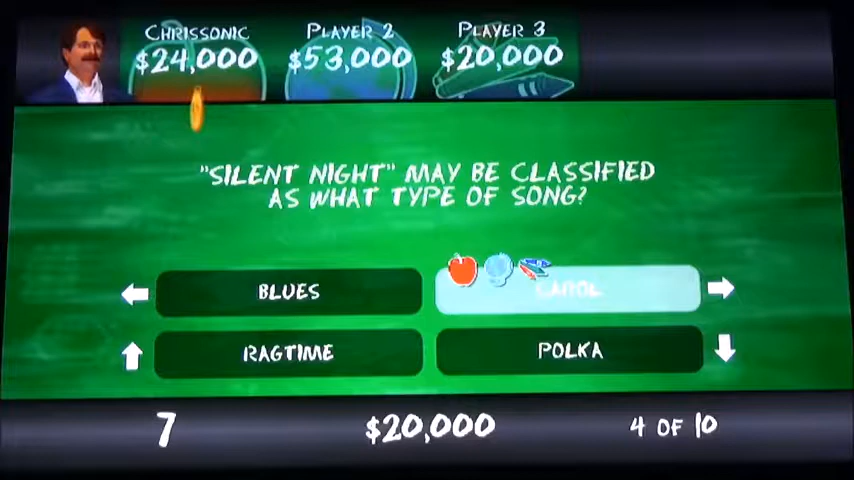 CHRISSONIC
$24,000
PLAYER 2
$53,000
PLAYER 3
$20,000
"SILENT NIGHT" MAY BE CLASSIFIED
AS WHAT TYPE OF SONG?
BLUES
CAROL
RAGTIME
POLKA
7
$20,000
4 OF 10